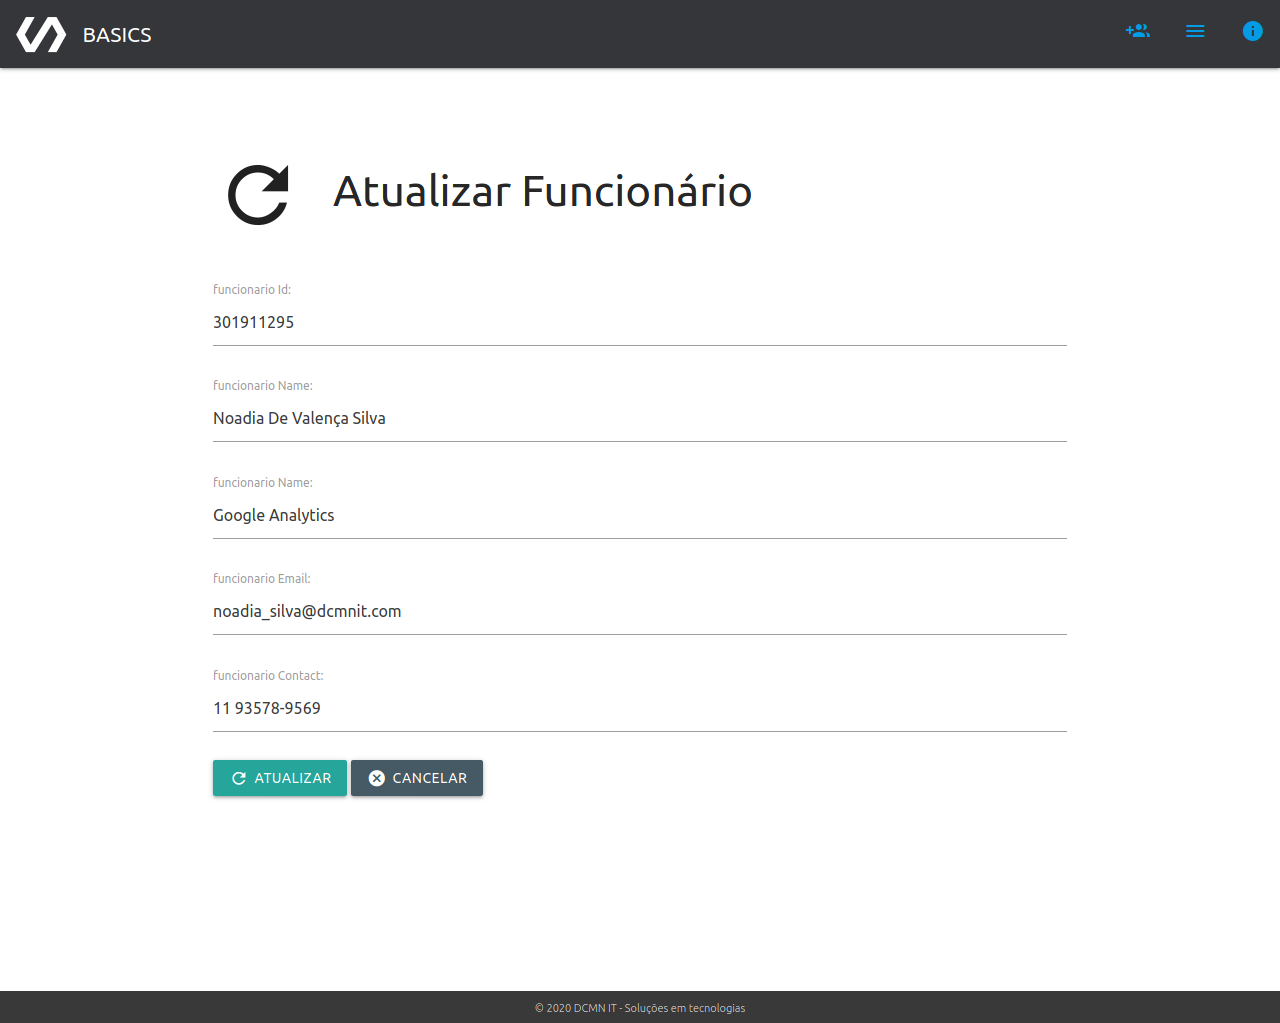 BASICS
Atualizar Funcionário
funcionario Id:
301911295
funcionario Name:
Noadia De Valença Silva
funcionario Name:
Google Analytics
funcionario Email:
noadia_silva@dcmnit.com
funcionario Contact:
11 93578-9569
ATUALIZAR CANCELAR
© 2020 DCMN IT - Soluções em tecnologias